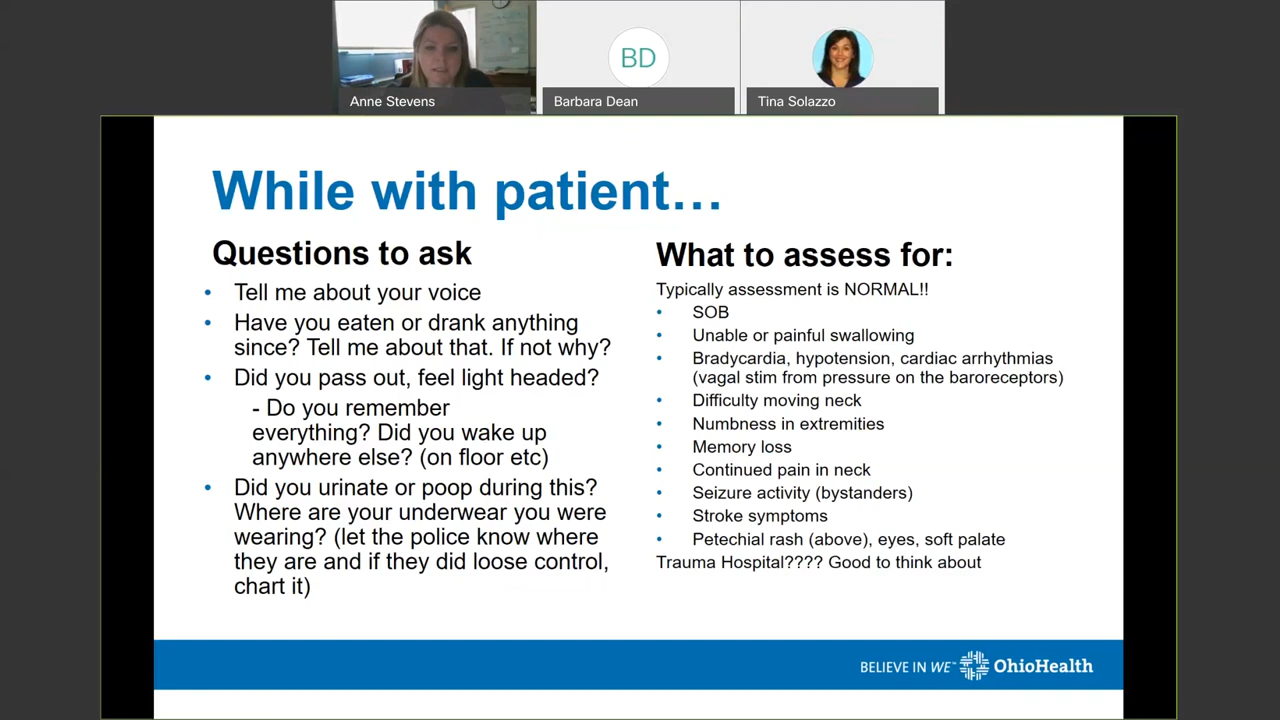 BD
Anne Stevens
Barbara Dean
Tina Solazzo
While with patient…
Questions to ask
• Tell me about your voice
• Have you eaten or drank anything
since? Tell me about that. If not why?
• Did you pass out, feel light headed?
- Do you remember
everything? Did you wake up
anywhere else? (on floor etc)
• Did you urinate or poop during this?
Where are your underwear you were
wearing? (let the police know where
they are and if they did loose control,
chart it)
What to assess for:
Typically assessment is NORMAL!!
• SOB
• Unable or painful swallowing
• Bradycardia, hypotension, cardiac arrhythmias
(vagal stim from pressure on the baroreceptors)
• Difficulty moving neck
• Numbness in extremities
• Memory loss
• Continued pain in neck
• Seizure activity (bystanders)
• Stroke symptoms
• Petechial rash (above), eyes, soft palate
Trauma Hospital???? Good to think about
BELIEVE IN WE™ OhioHealth